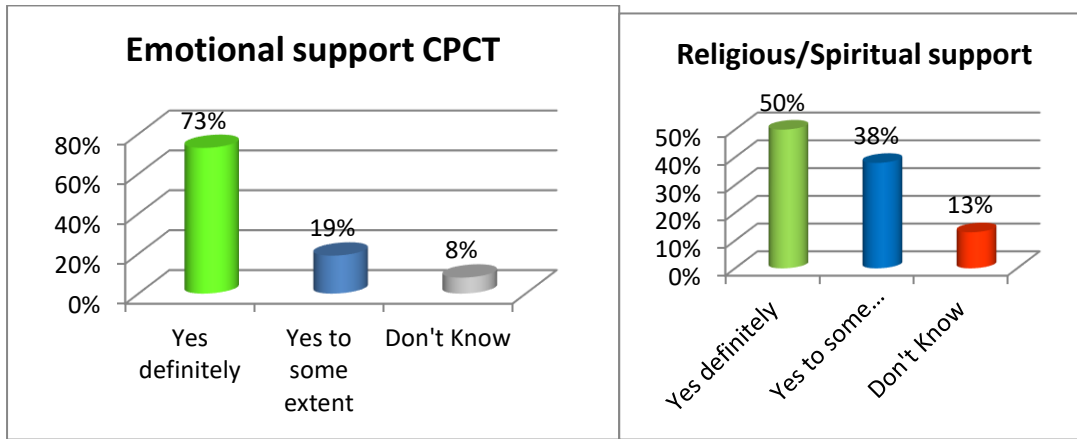 Emotional support CPCT
80%
60%
40%
20%
0%
73%
19%
8%
Yes
definitely
Yes to
some
extent
Don't Know
Religious/Spiritual support
50%
40%
30%
20%
10%
0%
50%
38%
13%
Yes definitely
Yes to some...
Don't Know